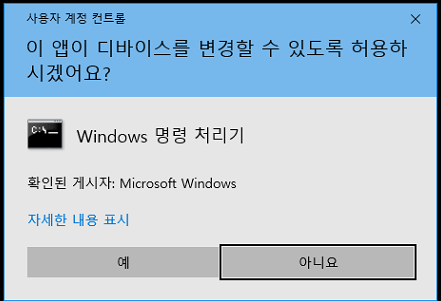 사용자 계정 컨트롤
이 앱이 디바이스를 변경할 수 있도록 허용하
시겠어요?
C:\_
Windows 명령 처리기
확인된 게시자: Microsoft Windows
자세한 내용 표시
예
아니요